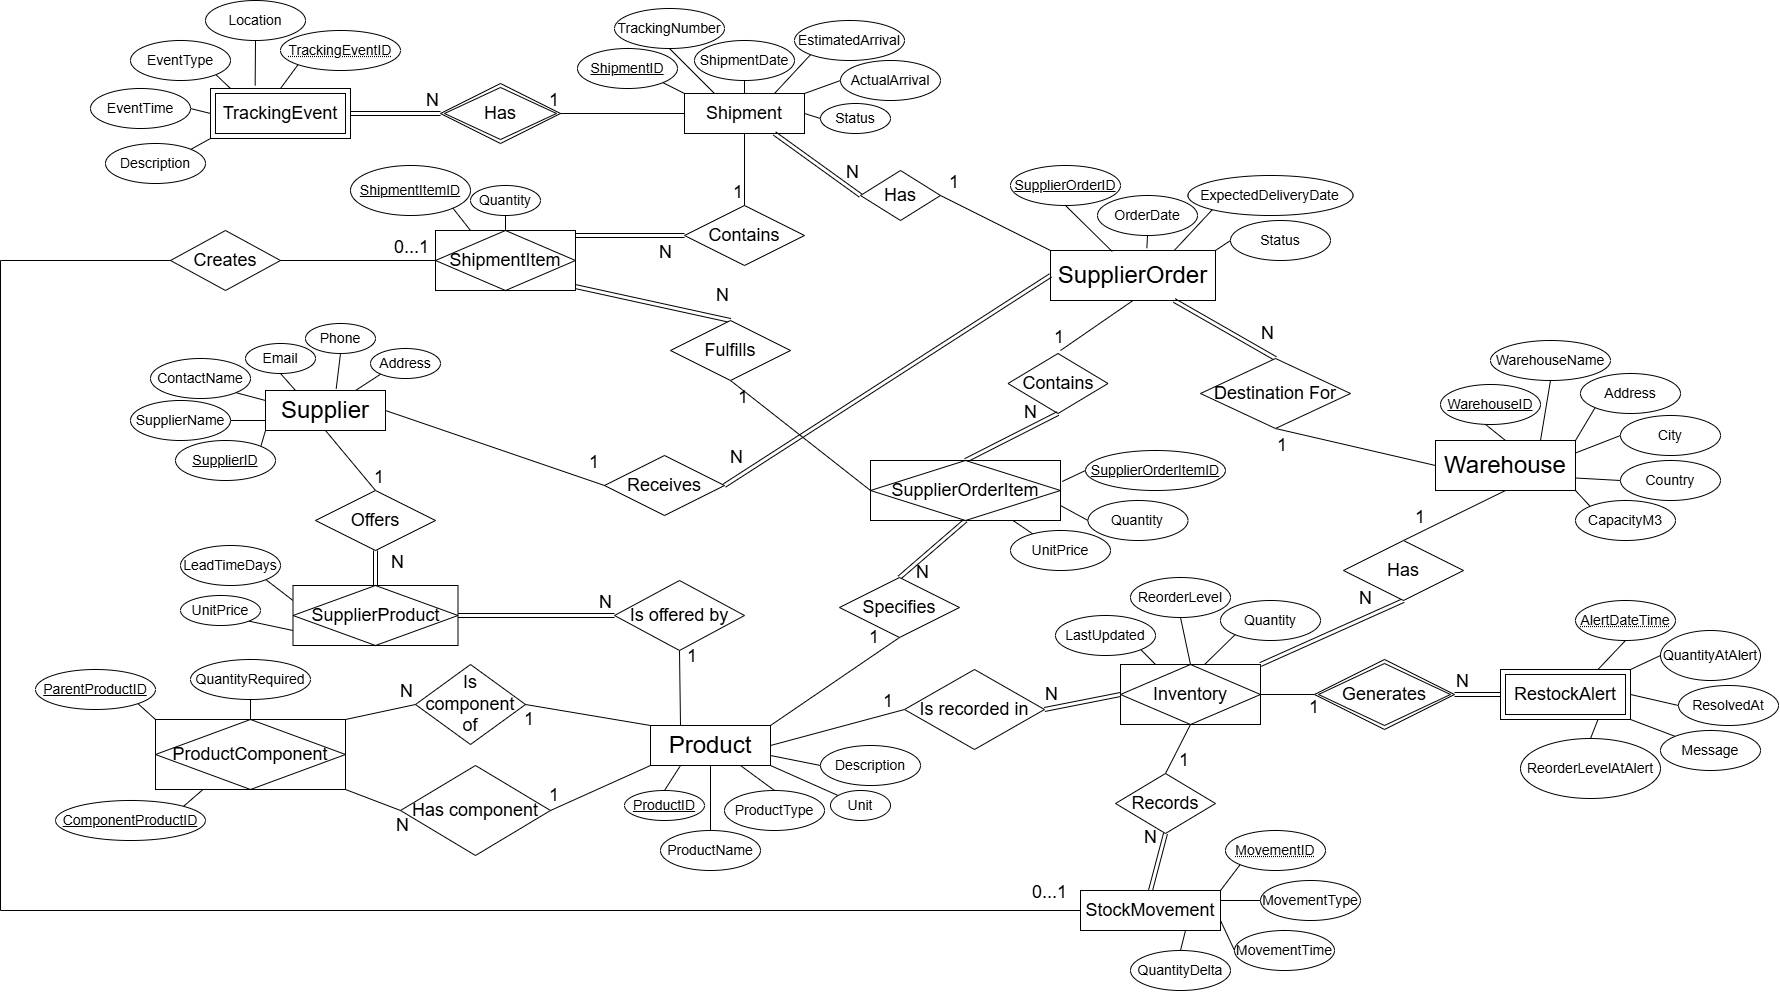 Location
TrackingEventID
EventType
EventTime
Description
TrackingEvent
N
Has
1
TrackingNumber
ShipmentID
ShipmentDate
EstimatedArrival
ActualArrival
Status
Shipment
N
Has
1
1
Contains
N
ShipmentItemID
Quantity
ShipmentItem
0...1
Creates
N
Fulfills
1
SupplierOrderID
OrderDate
ExpectedDeliveryDate
Status
SupplierOrder
N
Destination For
1
1
Contains
N
WarehouseName
WarehouseID
Address
City
Country
CapacityM3
Warehouse
Phone
Email
Address
ContactName
SupplierName
SupplierID
Supplier
1
Receives
N
SupplierOrderItem
SupplierOrderItemID
Quantity
UnitPrice
1
Offers
N
LeadTimeDays
UnitPrice
SupplierProduct
N
Is offered by
1
N
Specifies
1
1
Has
N
ReorderLevel
Quantity
LastUpdated
Inventory
1
Generates
N
AlertDateTime
QuantityAtAlert
ResolvedAt
Message
ReorderLevelAtAlert
RestockAlert
ParentProductID
QuantityRequired
ProductComponent
ComponentProductID
N
Is
component
of
1
N
Has component
1
Product
ProductID
ProductName
ProductType
Unit
Description
1
Is recorded in
N
1
Records
N
0...1
StockMovement
MovementID
MovementType
MovementTime
QuantityDelta